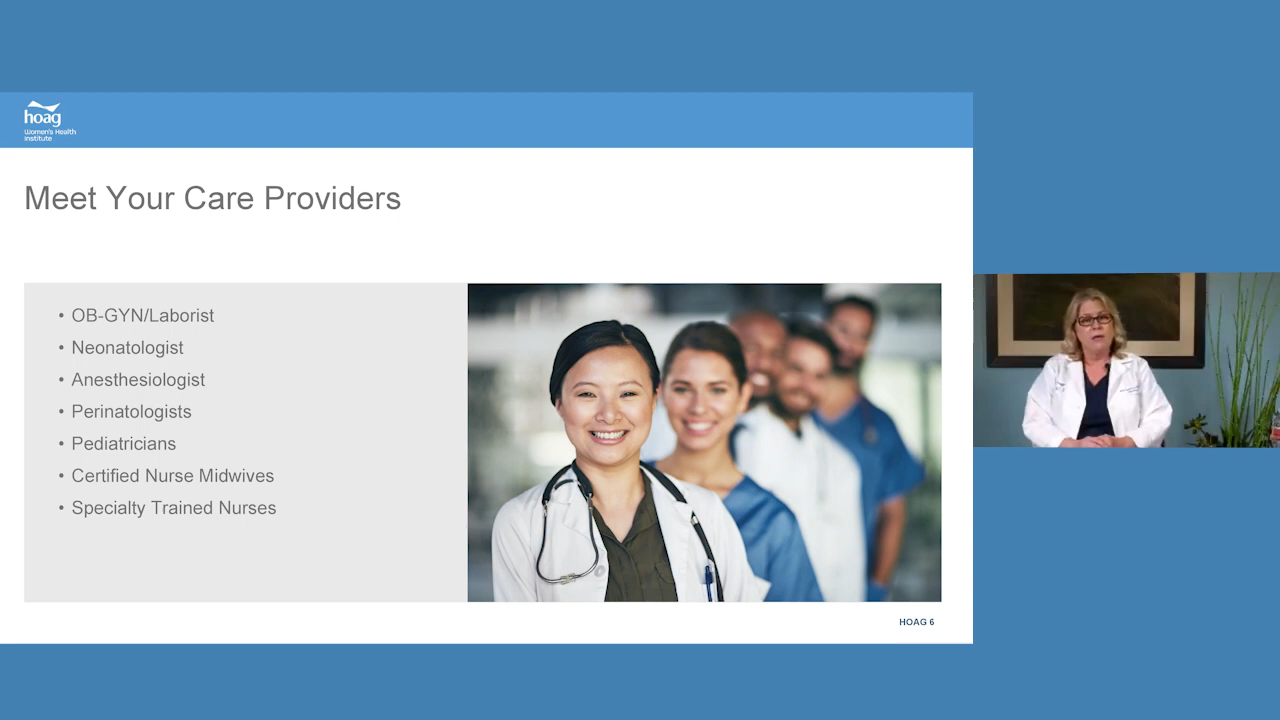 hoag
Women's Health
Institute
Meet Your Care Providers
• OB-GYN/Laborist
• Neonatologist
• Anesthesiologist
• Perinatologists
• Pediatricians
• Certified Nurse Midwives
• Specialty Trained Nurses
HOAG 6